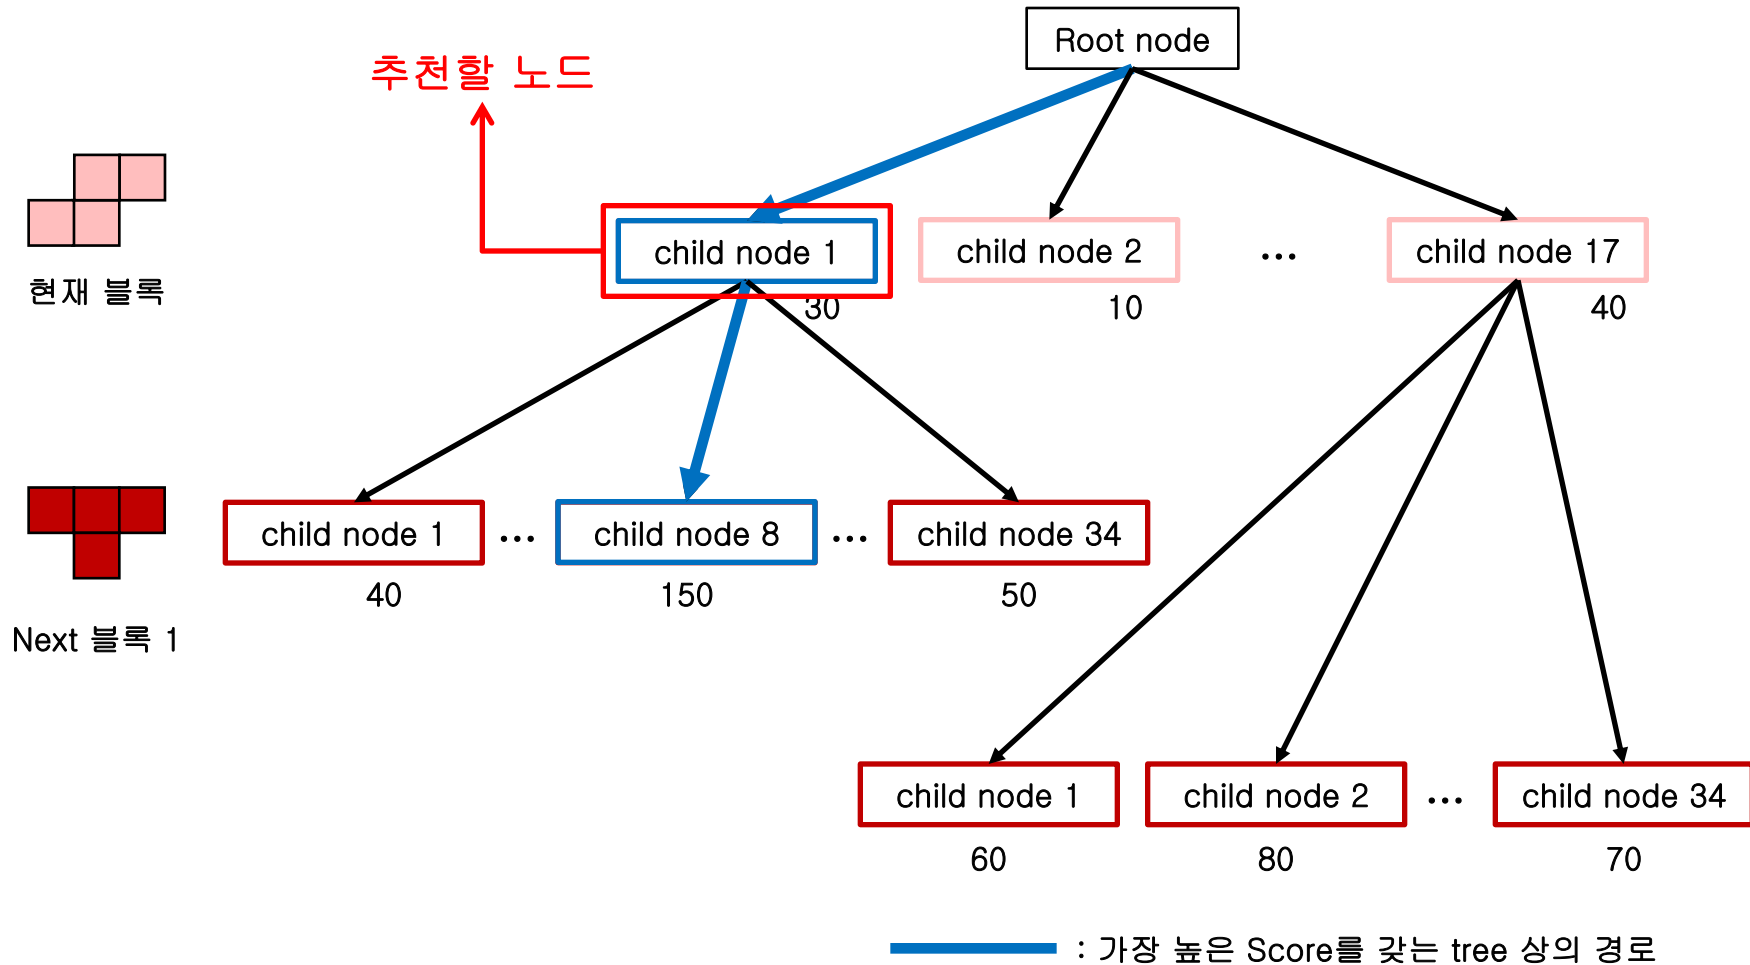 Root node
추천할 노드
child node 1
child node 2
...
child node 17
현재 블록
30
10
40
child node 1
...
child node 8
...
child node 34
40
150
50
Next 블록 1
child node 1
child node 2
...
child node 34
60
80
70
: 가장 높은 Score를 갖는 tree 상의 경로